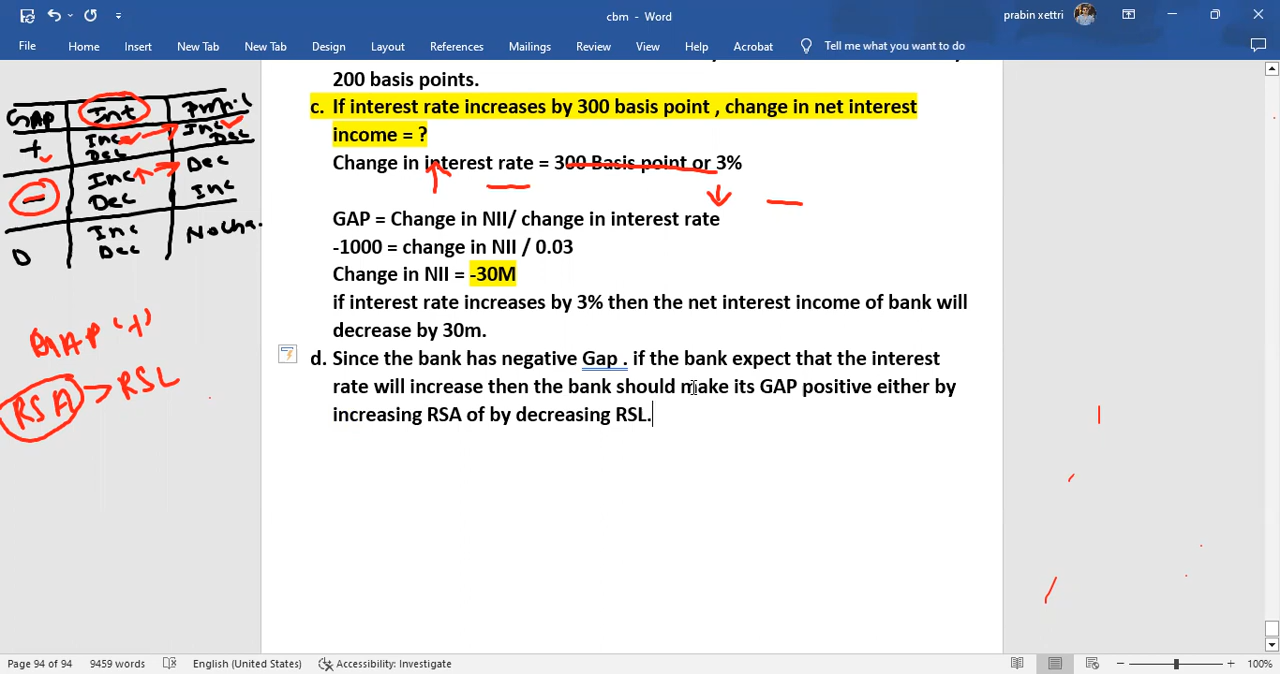 cbm - Word
prabin xettri
File Home Insert New Tab New Tab Design Layout References Mailings Review View Help Acrobat Tell me what you want to do
200 basis points.
c. If interest rate increases by 300 basis point , change in net interest
income = ?
Change in interest rate = 300 Basis point or 3%
GAP = Change in NII/ change in interest rate
-1000 = change in NII / 0.03
Change in NII = -30M
if interest rate increases by 3% then the net interest income of bank will
decrease by 30m.
d. Since the bank has negative Gap . if the bank expect that the interest
rate will increase then the bank should make its GAP positive either by
increasing RSA of by decreasing RSL.
GAP Int
+ Inc Inc
Dec Dec
- Inc Dec
Dec Inc
0 Inc
Dec
GAP '+'
RSA > RSL
Page 94 of 94 9459 words English (United States) Accessibility: Investigate 100%